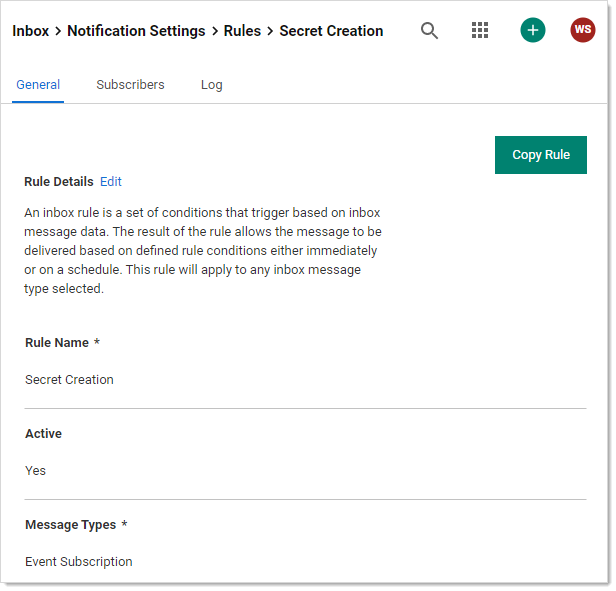 Inbox > Notification Settings > Rules > Secret Creation
WS
General Subscribers Log
Copy Rule
Rule Details Edit
An inbox rule is a set of conditions that trigger based on inbox
message data. The result of the rule allows the message to be
delivered based on defined rule conditions either immediately
or on a schedule. This rule will apply to any inbox message
type selected.
Rule Name *
Secret Creation
Active
Yes
Message Types *
Event Subscription